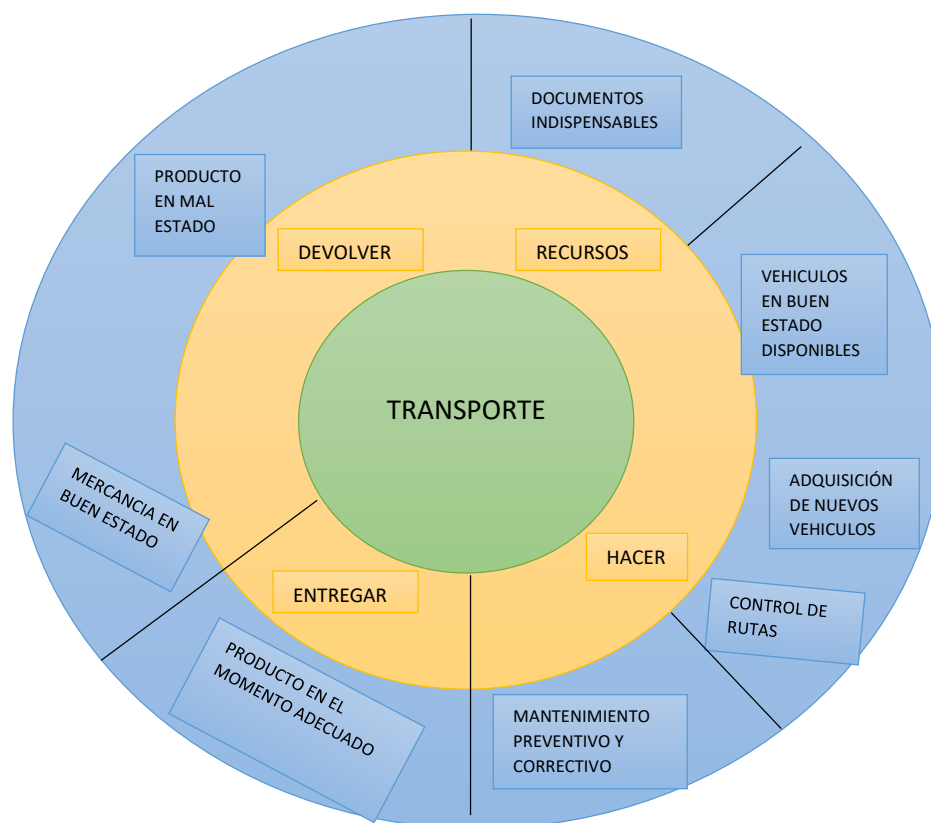 DOCUMENTOS
INDISPENSABLES
PRODUCTO
EN MAL
ESTADO
DEVOLVER
RECURSOS
VEHICULOS
EN BUEN
ESTADO
DISPONIBLES
TRANSPORTE
MERCANCIA EN
BUEN ESTADO
ADQUISICIÓN
DE NUEVOS
VEHICULOS
HACER
ENTREGAR
CONTROL DE
RUTAS
PRODUCTO EN EL
MOMENTO ADECUADO
MANTENIMIENTO
PREVENTIVO Y
CORRECTIVO